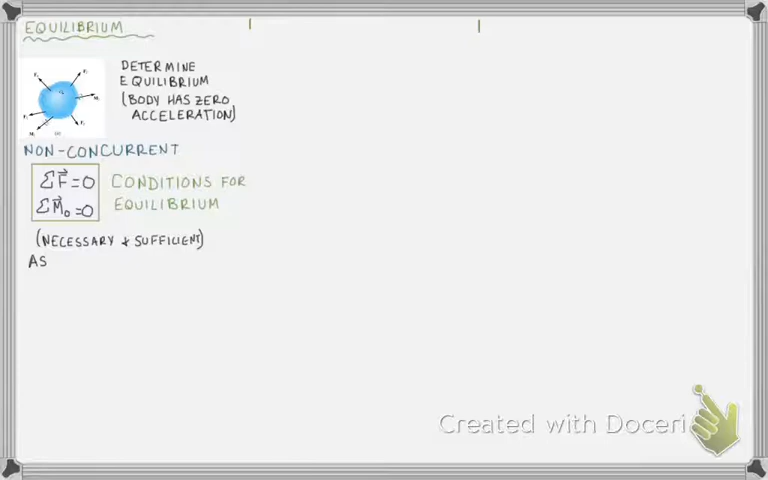 EQUILIBRIUM
DETERMINE
EQUILIBRIUM
(BODY HAS ZERO
ACCELERATION)
NON-CONCURRENT
ΣF⃗=0 CONDITIONS FOR
ΣM⃗₀=0 EQUILIBRIUM
(NECESSARY + SUFFICIENT)
AS
Created with Doceri